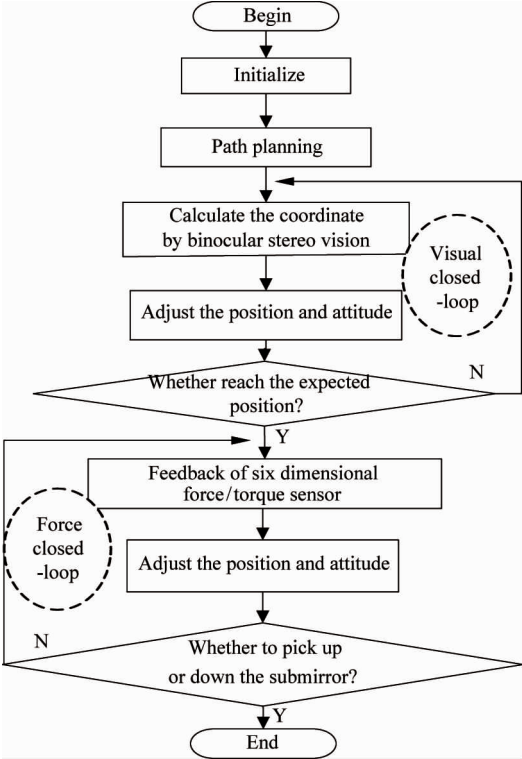 Begin
Initialize
Path planning
Calculate the coordinate
by binocular stereo vision
Visual
closed
-loop
Adjust the position and attitude
Whether reach the expected
position?
N
Y
Feedback of six dimensional
force/torque sensor
Force
closed
-loop
Adjust the position and attitude
N
Whether to pick up
or down the submirror?
Y
End